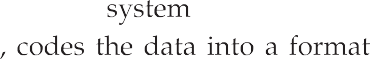 system
, codes the data into a format